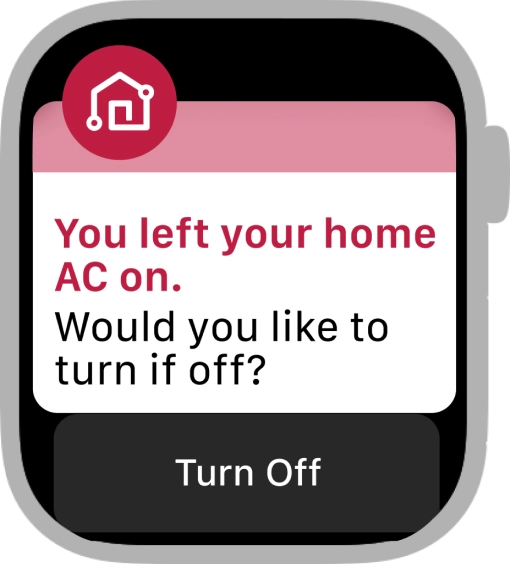 You left your home
AC on.
Would you like to
turn if off?
Turn Off